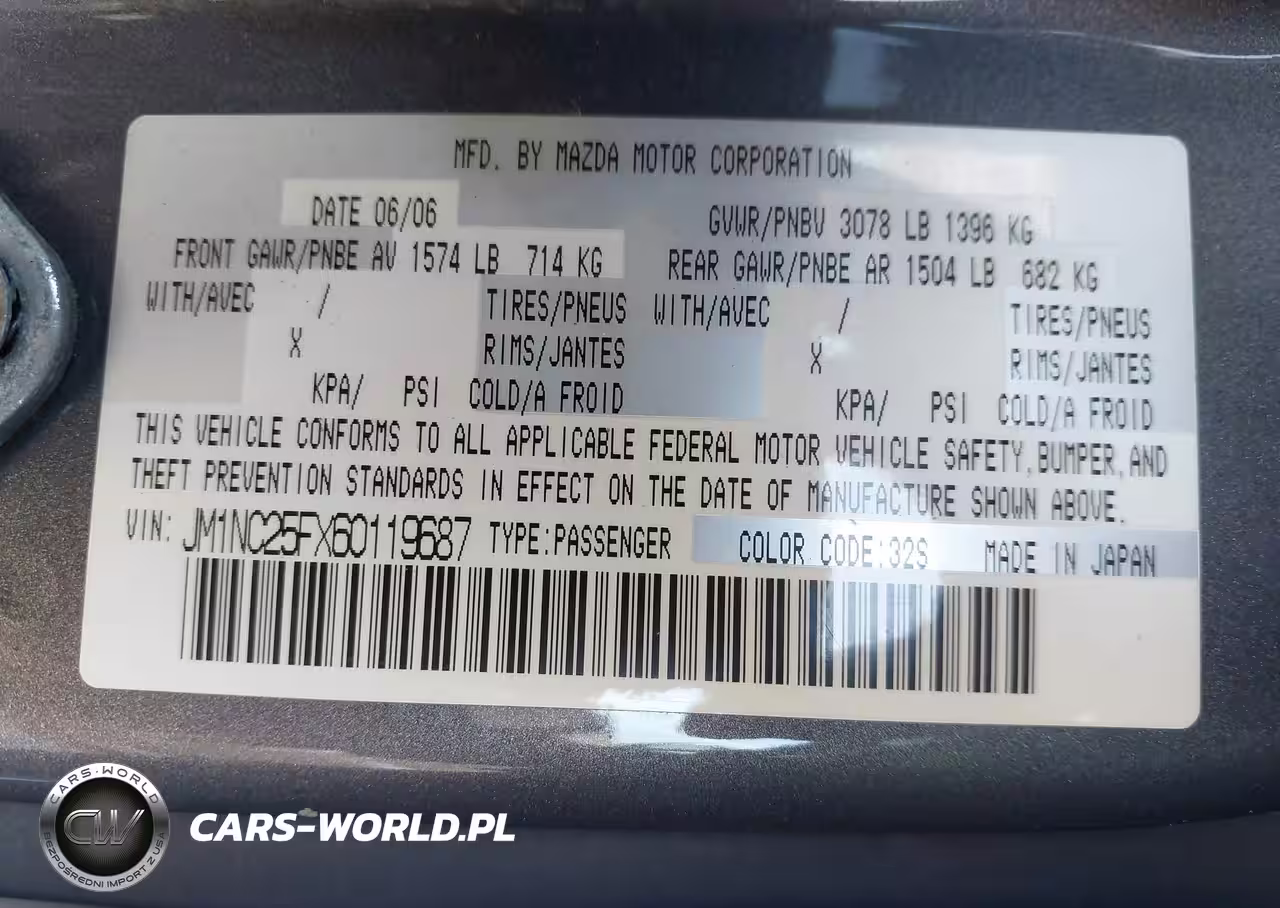 MFD. BY MAZDA MOTOR CORPORATION
DATE 06/06 GVWR/PNBV 3078 LB 1396 KG
FRONT GAWR/PNBE AV 1574 LB 714 KG REAR GAWR/PNBE AR 1504 LB 682 KG
WITH/AVEC / TIRES/PNEUS WITH/AVEC / TIRES/PNEUS
X RIMS/JANTES X RIMS/JANTES
KPA/ PSI COLD/A FROID KPA/ PSI COLD/A FROID
THIS VEHICLE CONFORMS TO ALL APPLICABLE FEDERAL MOTOR VEHICLE SAFETY, BUMPER, AND
THEFT PREVENTION STANDARDS IN EFFECT ON THE DATE OF MANUFACTURE SHOWN ABOVE.
VIN: JM1NC25FX60119687 TYPE:PASSENGER COLOR CODE:32S MADE IN JAPAN
CARS-WORLD
CW
BEZPOŚREDNI IMPORT Z USA
CARS-WORLD.PL